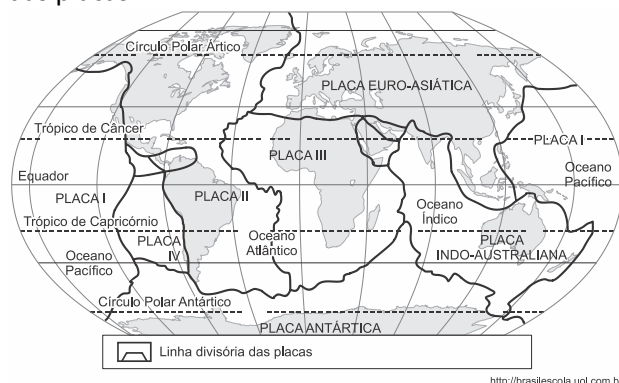 Círculo Polar Ártico
PLACA EURO-ASIÁTICA
Trópico de Câncer
PLACA I
PLACA III
Oceano
Pacífico
Equador
PLACA I
PLACA II
Oceano
Índico
Trópico de Capricórnio
PLACA
IV
Oceano
Atlântico
PLACA
INDO-AUSTRALIANA
Oceano
Pacífico
Círculo Polar Antártico
PLACA ANTÁRTICA
Linha divisória das placas
http://brasilescola.uol.com.b